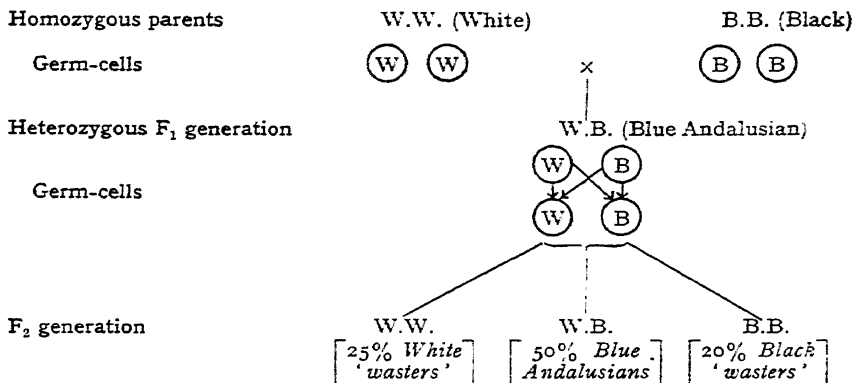 Homozygous parents W.W. (White) B.B. (Black)
Germ-cells W W × B B
Heterozygous F₁ generation W.B. (Blue Andalusian)
W B
Germ-cells
W B
F₂ generation W.W. W.B. B.B.
[25% White [50% Blue [20% Black
'wasters'] Andalusians] 'wasters']